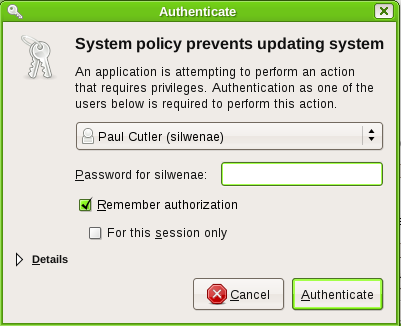 Authenticate
System policy prevents updating system
An application is attempting to perform an action
that requires privileges. Authentication as one of the
users below is required to perform this action.
Paul Cutler (silwenae)
Password for silwenae:
Remember authorization
For this session only
Details
Cancel
Authenticate